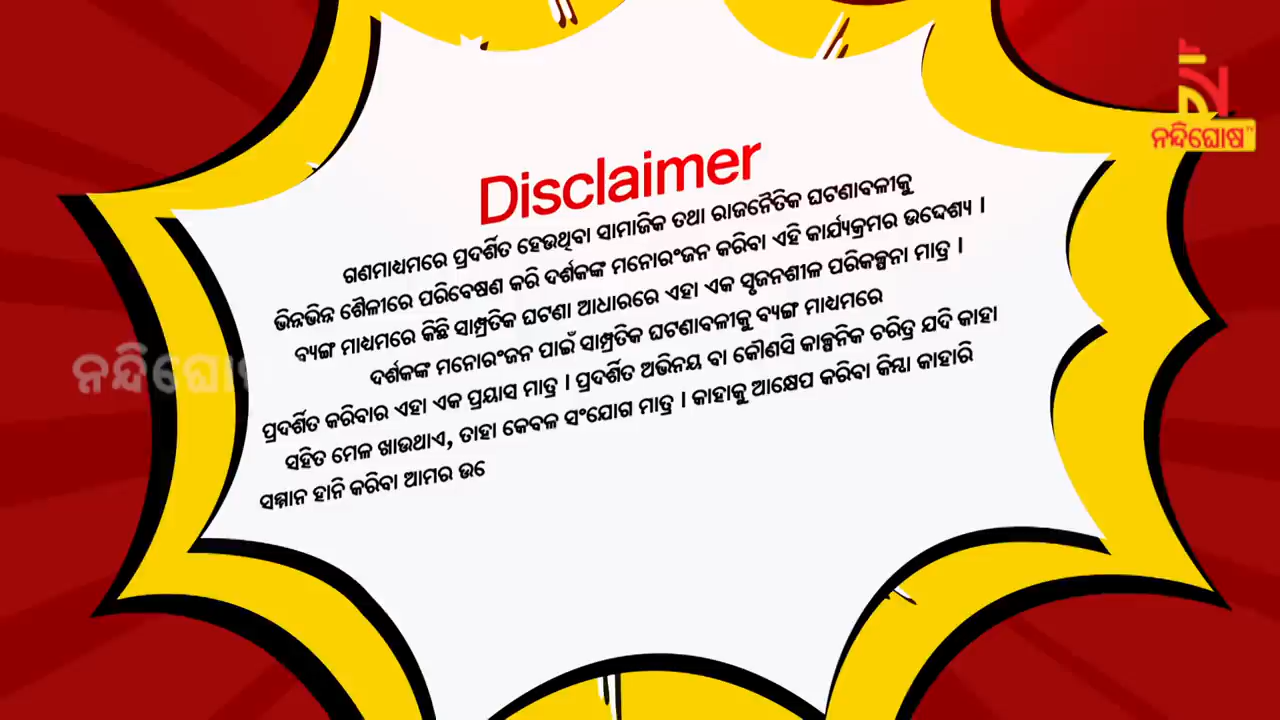 ନନ୍ଦିଘୋଷ TV
Disclaimer
ଗଣମାଧ୍ୟମରେ ପ୍ରଦର୍ଶିତ ହେଉଥିବା ସାମାଜିକ ତଥା ରାଜନୈତିକ ଘଟଣାବଳୀକୁ
ଭିନ୍ନଭିନ୍ନ ଶୈଳୀରେ ପରିବେଷଣ କରି ଦର୍ଶକଙ୍କ ମନୋରଂଜନ କରିବା ଏହି କାର୍ଯ୍ୟକ୍ରମର ଉଦ୍ଦେଶ୍ୟ ।
ବ୍ୟଙ୍ଗ ମାଧ୍ୟମରେ କିଛି ସାମ୍ପ୍ରତିକ ଘଟଣା ଆଧାରରେ ଏହା ଏକ ସୃଜନଶୀଳ ପରିକଳ୍ପନା ମାତ୍ର ।
ଦର୍ଶକଙ୍କ ମନୋରଂଜନ ପାଇଁ ସାମ୍ପ୍ରତିକ ଘଟଣାବଳୀକୁ ବ୍ୟଙ୍ଗ ମାଧ୍ୟମରେ
ପ୍ରଦର୍ଶିତ କରିବାର ଏହା ଏକ ପ୍ରୟାସ ମାତ୍ର । ପ୍ରଦର୍ଶିତ ଅଭିନୟ ବା କୌଣସି କାଳ୍ପନିକ ଚରିତ୍ର ଯଦି କାହା
ସହିତ ମେଳ ଖାଉଥାଏ, ତାହା କେବଳ ସଂଯୋଗ ମାତ୍ର । କାହାକୁ ଆକ୍ଷେପ କରିବା କିମ୍ବା କାହାରି
ସମ୍ମାନ ହାନି କରିବା ଆମର ଉଦ
ନନ୍ଦିଘୋଷ